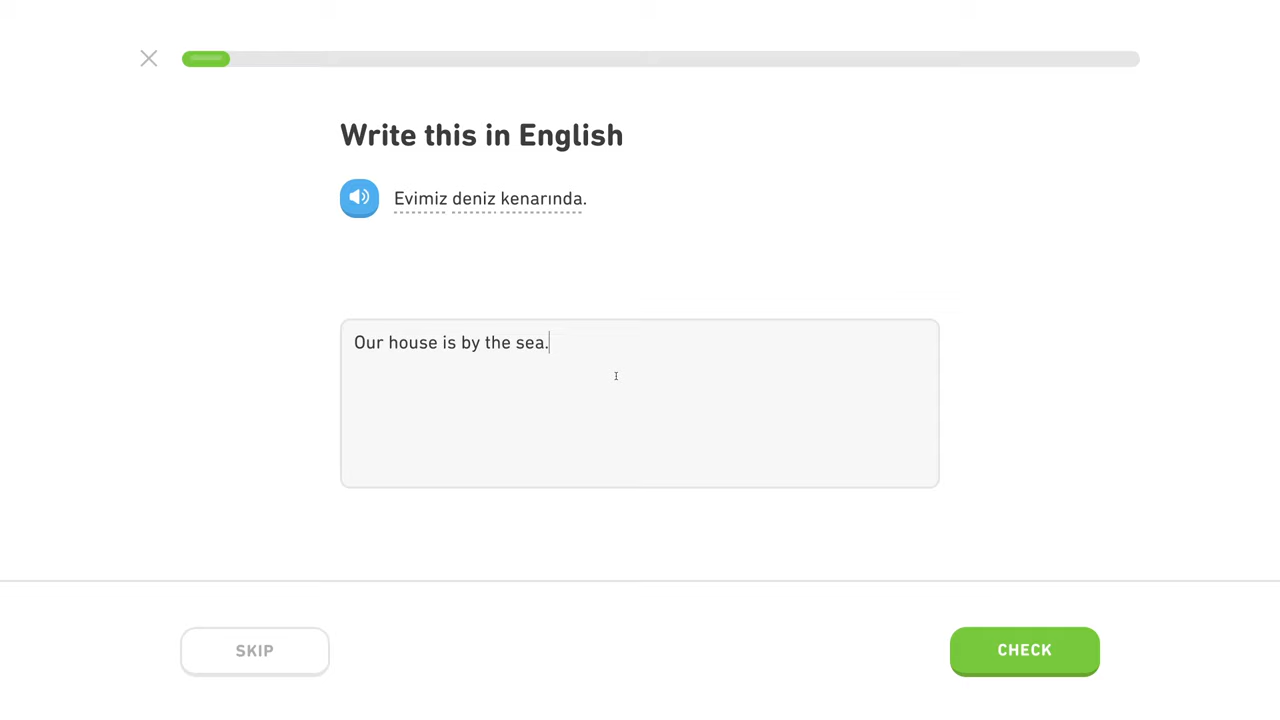 Write this in English
Evimiz deniz kenarında.
Our house is by the sea.
SKIP
CHECK